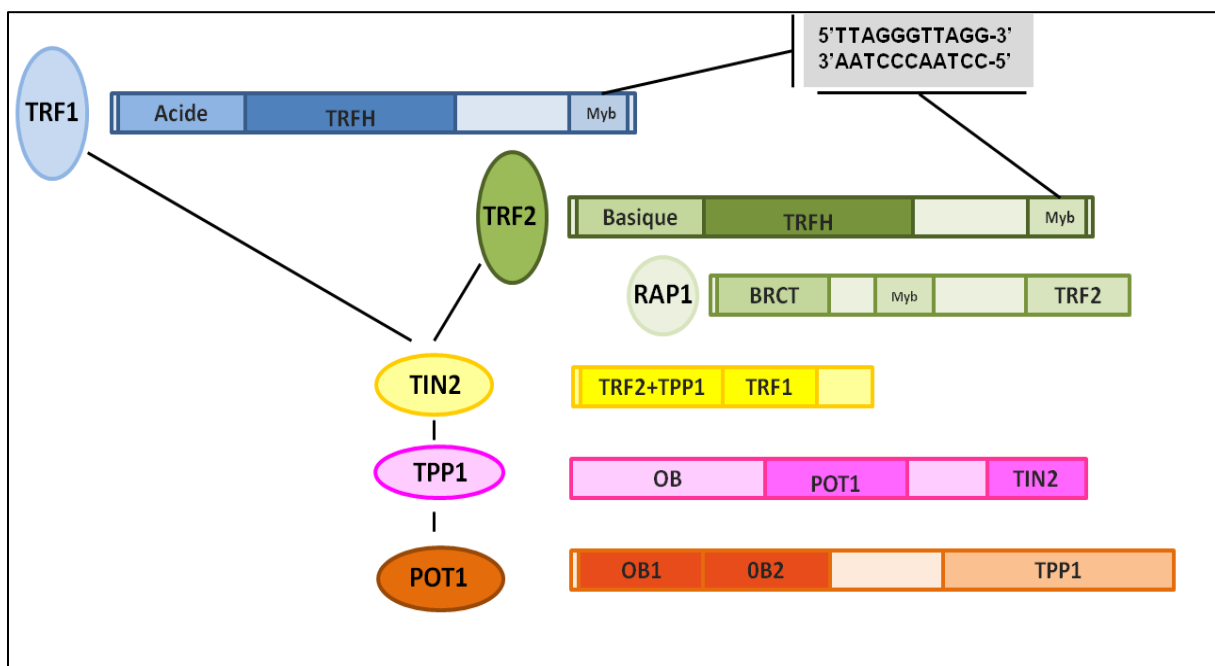 5'TTAGGGTTAGG-3'
3'AATCCCAATCC-5'
TRF1
Acide TRFH Myb
TRF2
Basique TRFH Myb
RAP1
BRCT Myb TRF2
TIN2
TRF2+TPP1 TRF1
TPP1
OB POT1 TIN2
POT1
OB1 0B2 TPP1